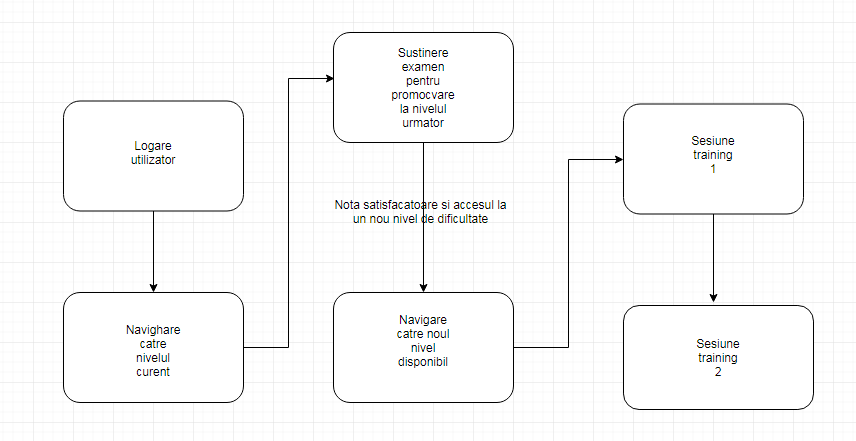 Logare
utilizator
Navighare
catre
nivelul
curent
Sustinere
examen
pentru
promocvare
la nivelul
urmator
Nota satisfacatoare si accesul la
un nou nivel de dificultate
Navigare
catre noul
nivel
disponibil
Sesiune
training
1
Sesiune
training
2